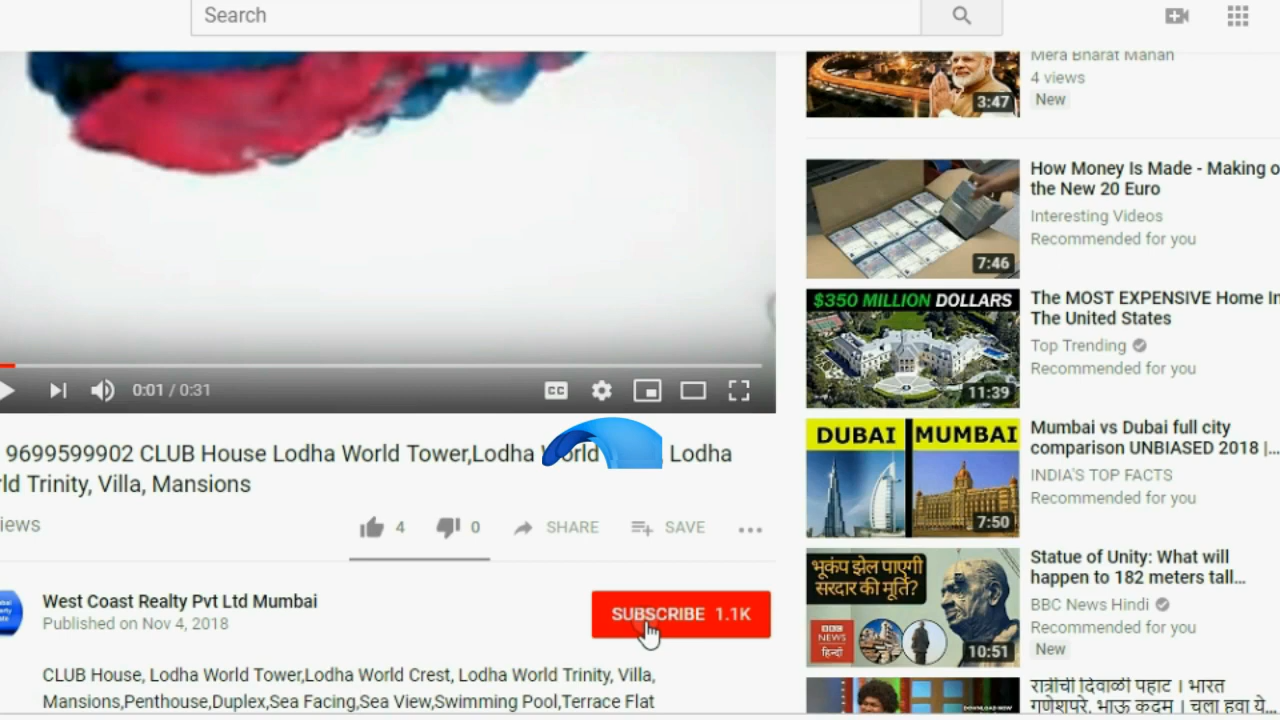 Search
0:01 / 0:31
CC
9699599902 CLUB House Lodha World Tower,Lodha World Lodha
rld Trinity, Villa, Mansions
iews
4
0
SHARE
SAVE
West Coast Realty Pvt Ltd Mumbai
Published on Nov 4, 2018
SUBSCRIBE 1.1K
CLUB House, Lodha World Tower,Lodha World Crest, Lodha World Trinity, Villa,
Mansions,Penthouse,Duplex,Sea Facing,Sea View,Swimming Pool,Terrace Flat
Mera Bharat Mahan
4 views
New
3:47
How Money Is Made - Making o
the New 20 Euro
Interesting Videos
Recommended for you
7:46
$350 MILLION DOLLARS
11:39
The MOST EXPENSIVE Home In
The United States
Top Trending
Recommended for you
DUBAI MUMBAI
7:50
Mumbai vs Dubai full city
comparison UNBIASED 2018 |...
INDIA'S TOP FACTS
Recommended for you
भूकंप झेल पाएगी
सरदार की मूर्ति?
BBC
NEWS
हिन्दी
10:51
Statue of Unity: What will
happen to 182 meters tall...
BBC News Hindi
Recommended for you
New
DOWNLOAD NOW
रात्रीची दिवाळी पहाट । भारत
गणेशपुरे, भाऊ कदम । चला हवा ये...